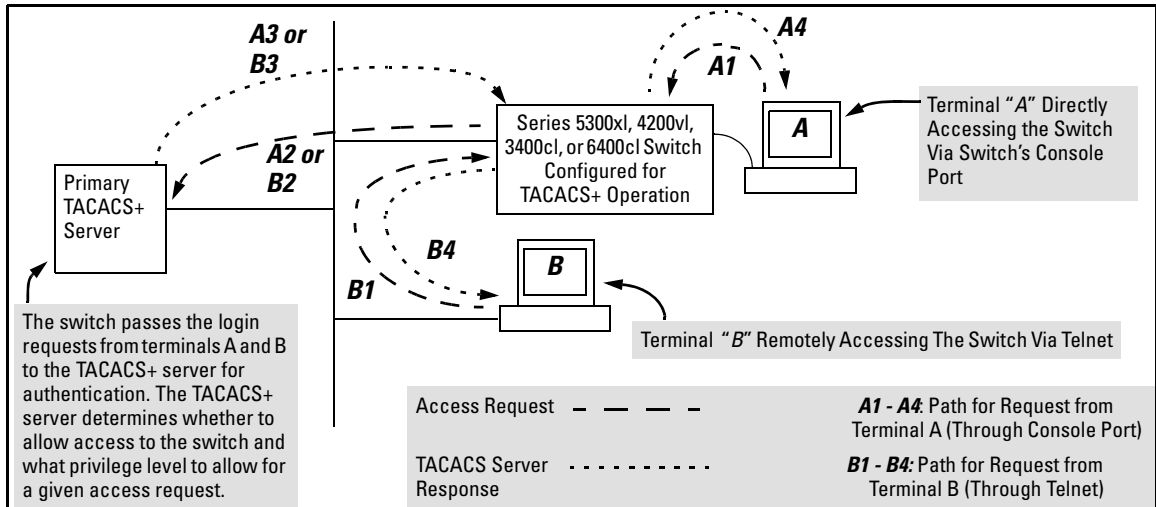 A3 or
B3
A4
A1
A
Terminal “A” Directly
Accessing the Switch
Via Switch's Console
Port
Series 5300xl, 4200vl,
3400cl, or 6400cl Switch
Configured for
TACACS+ Operation
A2 or
B2
Primary
TACACS+
Server
B4
B1
B
Terminal “B” Remotely Accessing The Switch Via Telnet
The switch passes the login
requests from terminals A and B
to the TACACS+ server for
authentication. The TACACS+
server determines whether to
allow access to the switch and
what privilege level to allow for
a given access request.
Access Request
A1 - A4: Path for Request from
Terminal A (Through Console Port)
TACACS Server
Response
B1 - B4: Path for Request from
Terminal B (Through Telnet)